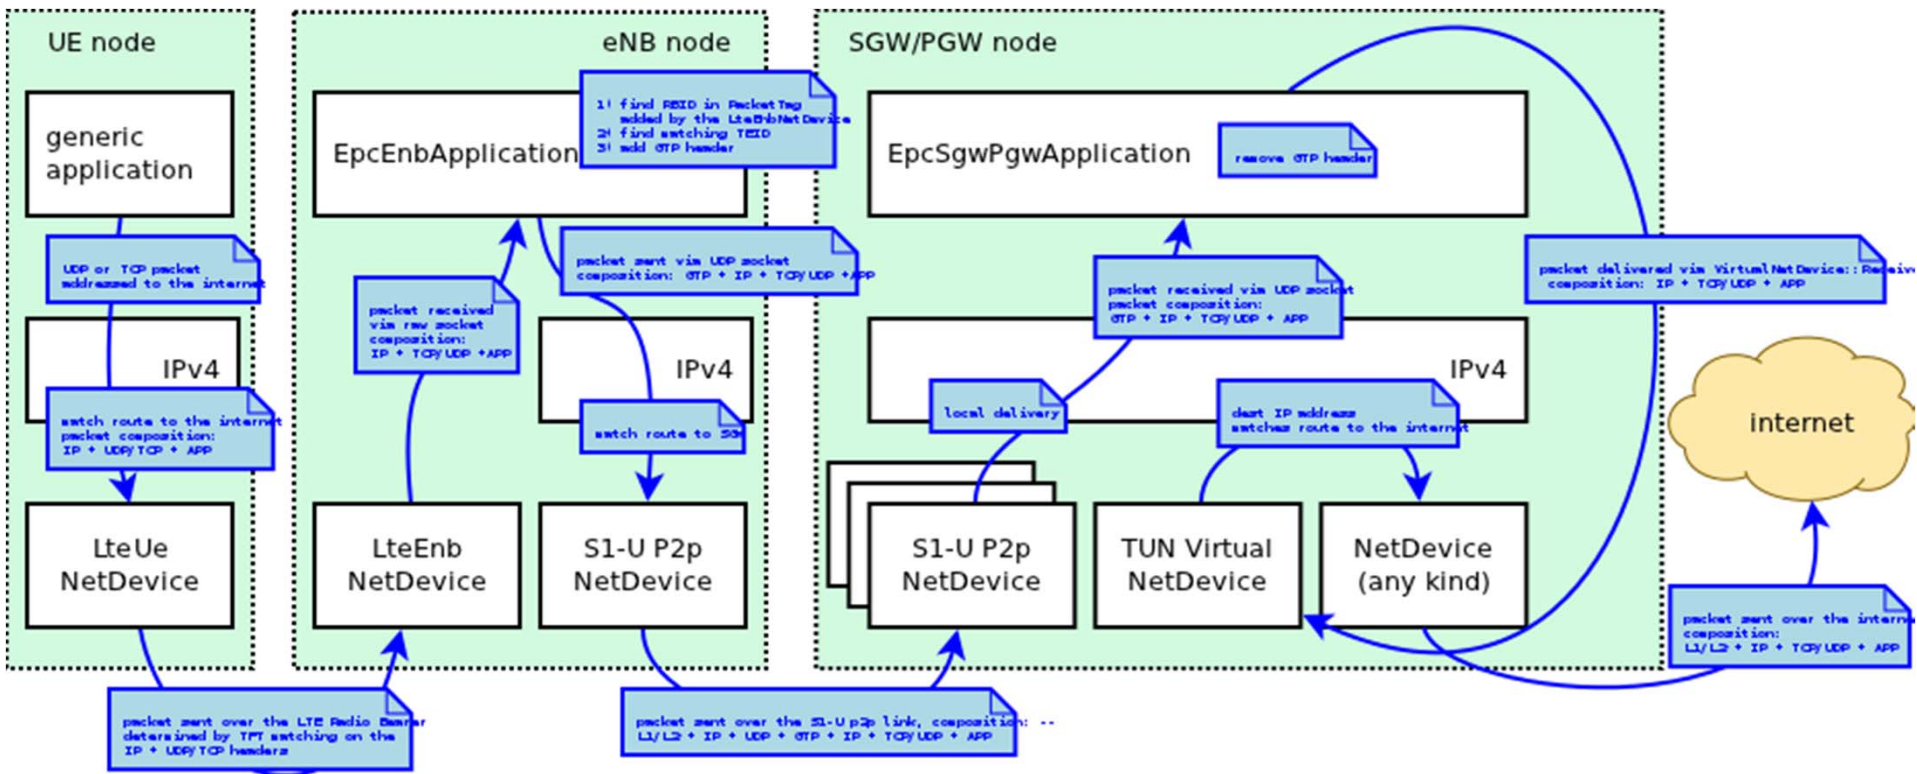 UE node
generic
application
UDP or TCP packet
addressed to the internet
IPv4
match route to the internet
packet composition:
IP + UDP/TCP + APP
LteUe
NetDevice
packet sent over the LTE Radio Bearer
determined by TFT matching on the
IP + UDP/TCP headers
eNB node
EpcEnbApplication
1) find RBID in PacketTag
added by the LteEnbNetDevice
2) find matching TEID
3) add GTP header
packet received
via raw socket
composition:
IP + TCP/UDP +APP
packet sent via UDP socket
composition: GTP + IP + TCP/UDP +APP
IPv4
match route to SGW
LteEnb
NetDevice
S1-U P2p
NetDevice
packet sent over the S1-U p2p link, composition: --
L1/L2 + IP + UDP + GTP + IP + TCP/UDP + APP
SGW/PGW node
EpcSgwPgwApplication
remove GTP header
packet received via UDP socket
packet composition:
GTP + IP + TCP/UDP + APP
IPv4
local delivery
dest IP address
matches route to the internet
S1-U P2p
NetDevice
TUN Virtual
NetDevice
NetDevice
(any kind)
packet delivered via VirtualNetDevice::Receiv
composition: IP + TCP/UDP + APP
internet
packet sent over the intern
composition:
L1/L2 + IP + TCP/UDP + APP